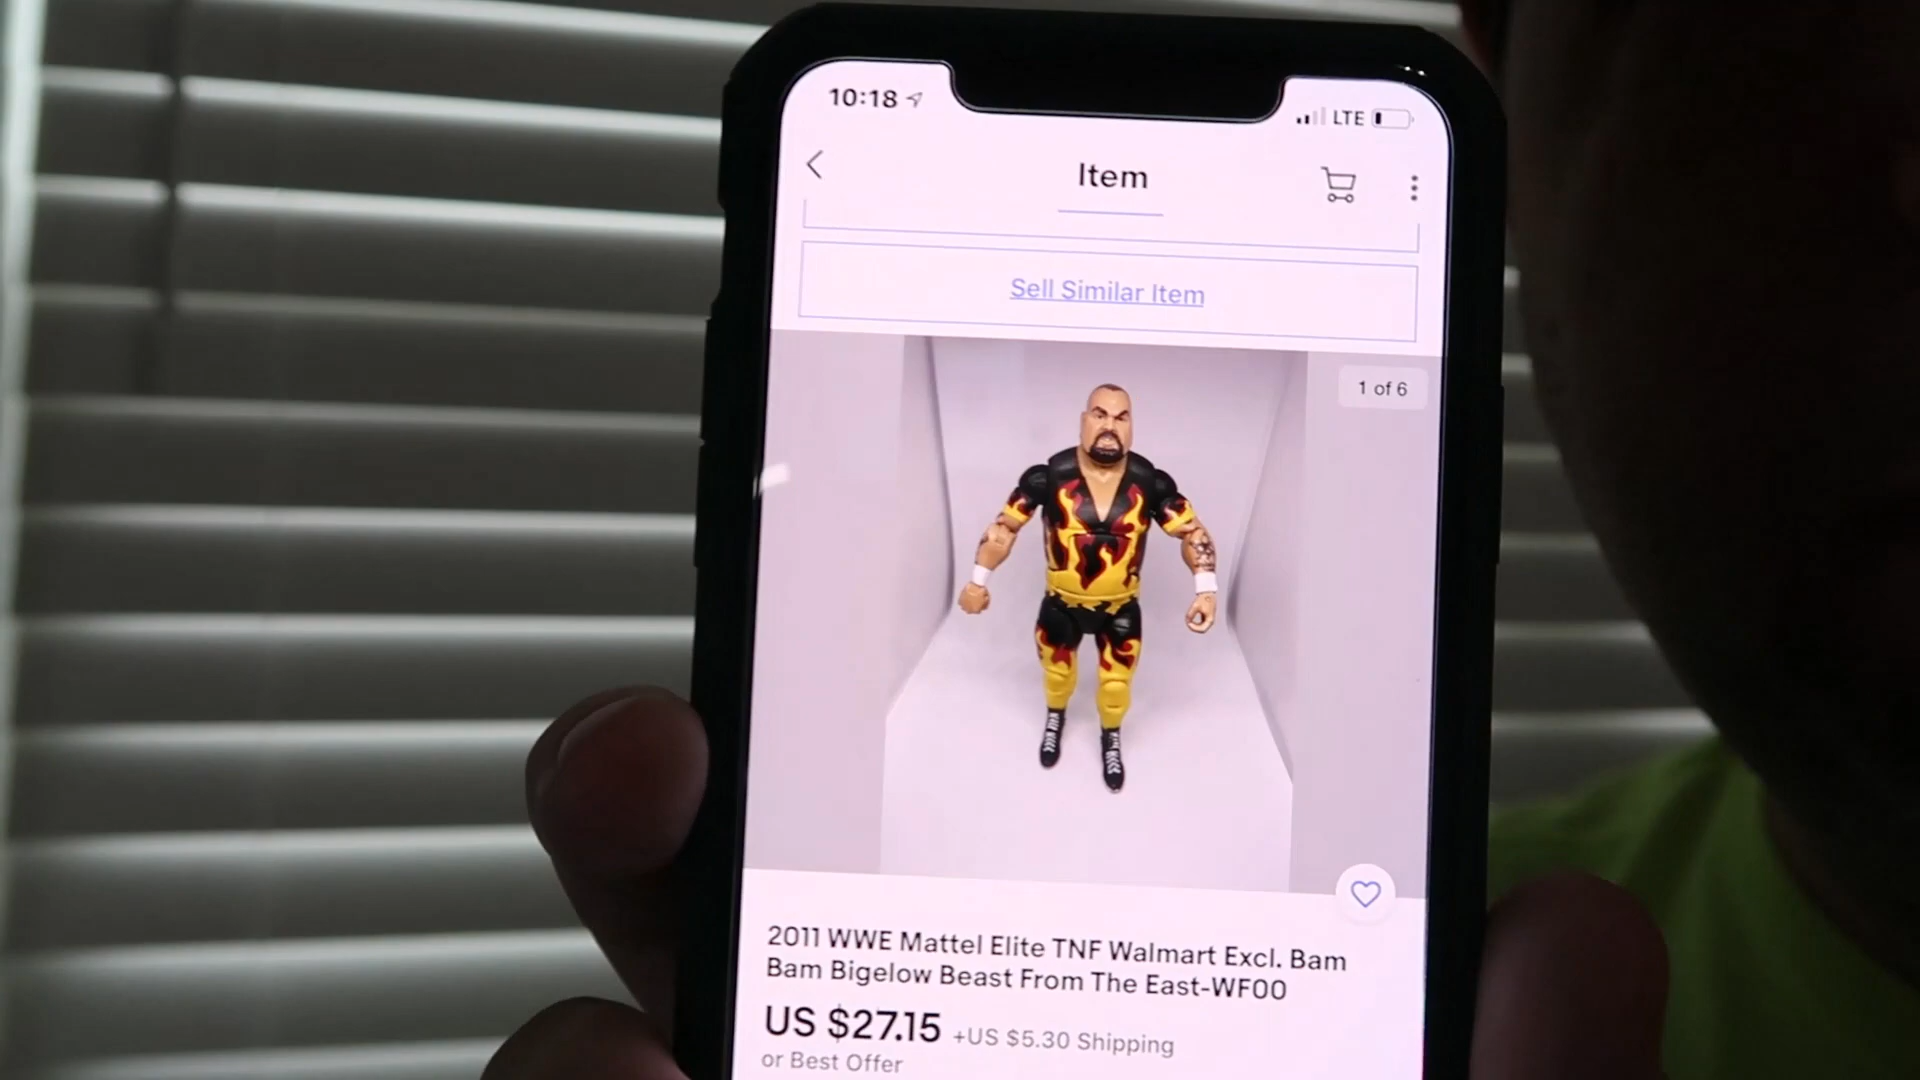 10:18
LTE
Item
Sell Similar Item
1 of 6
2011 WWE Mattel Elite TNF Walmart Excl. Bam
Bam Bigelow Beast From The East-WF00
US $27.15 +US $5.30 Shipping
or Best Offer